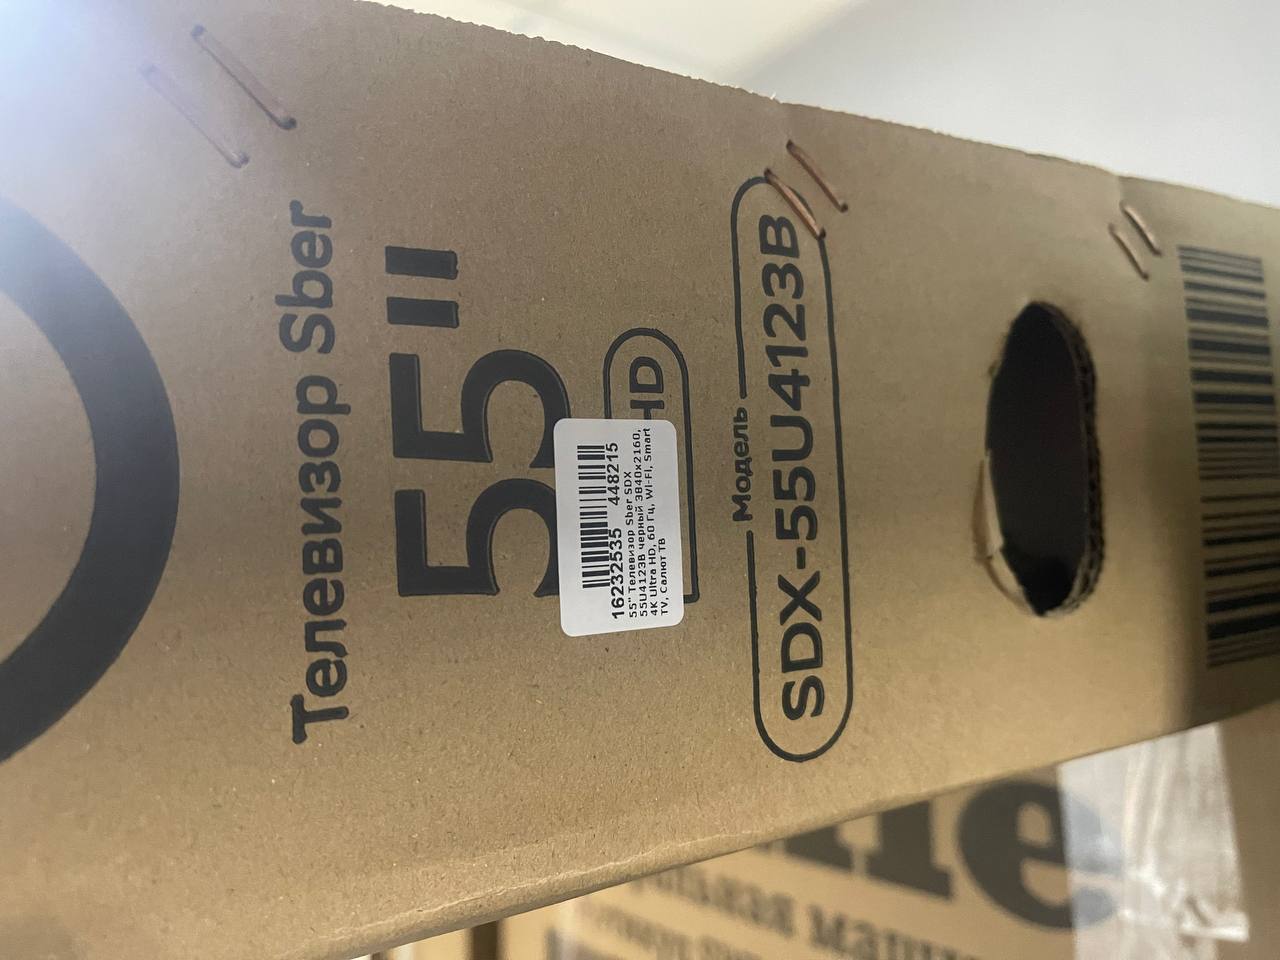 Телевизор Sber
55"
HD
16232535 448215
55" Телевизор Sber SDX
55U4123B черный 3840x2160,
4K Ultra HD, 60 Гц, WI-FI, Smart
TV, Салют ТВ
Модель
SDX-55U4123B